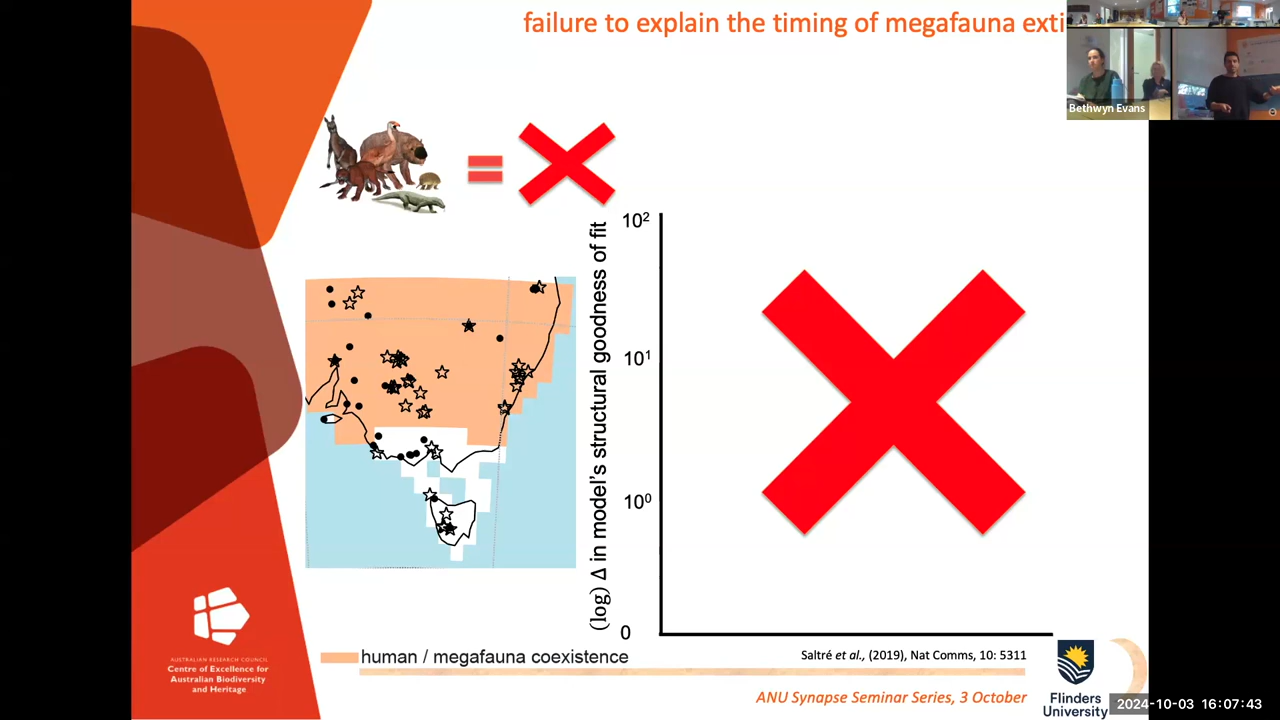 failure to explain the timing of megafauna exti
Bethwyn Evans
(log) Δ in model's structural goodness of fit
10²
10¹
10⁰
0
human / megafauna coexistence
Saltré et al., (2019), Nat Comms, 10: 5311
ANU Synapse Seminar Series, 3 October
AUSTRALIAN RESEARCH COUNCIL
Centre of Excellence for
Australian Biodiversity
and Heritage
Flinders
University
2024-10-03 16:07:43